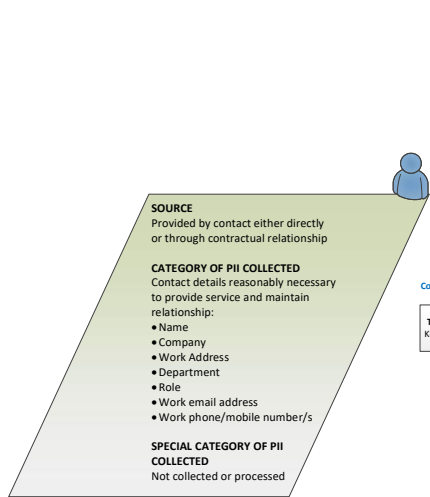 SOURCE
Provided by contact either directly
or through contractual relationship
CATEGORY OF PII COLLECTED
Contact details reasonably necessary
to provide service and maintain
relationship:
• Name
• Company
• Work Address
• Department
• Role
• Work email address
• Work phone/mobile number/s
SPECIAL CATEGORY OF PII
COLLECTED
Not collected or processed